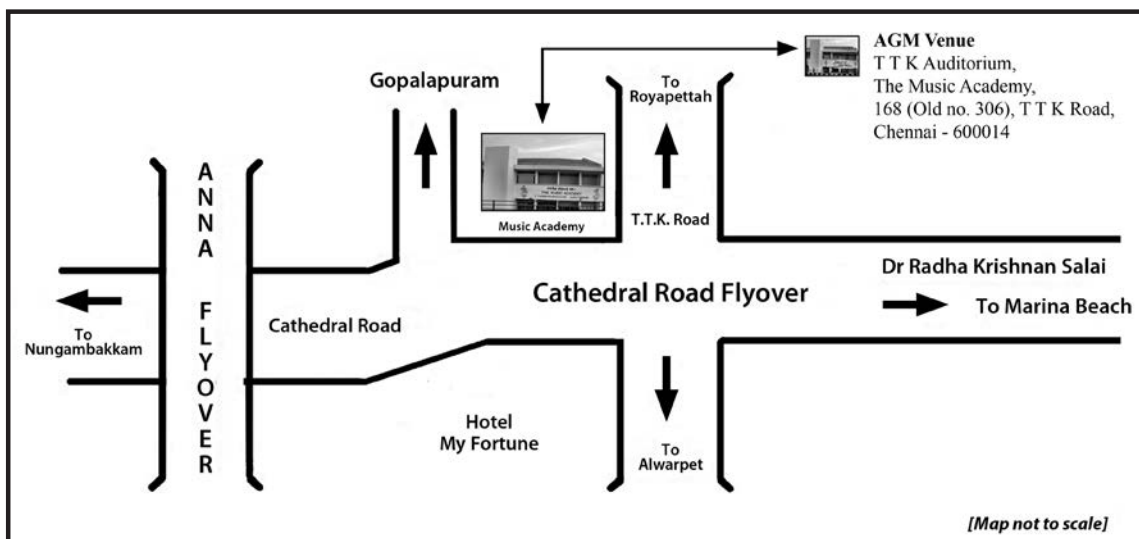 AGM Venue
T T K Auditorium,
The Music Academy,
168 (Old no. 306), T T K Road,
Chennai - 600014
Gopalapuram
To
Royapettah
Music Academy
T.T.K. Road
ANNA FLYOVER
Dr Radha Krishnan Salai
To Marina Beach
Cathedral Road Flyover
Cathedral Road
To
Nungambakkam
Hotel
My Fortune
To
Alwarpet
[Map not to scale]